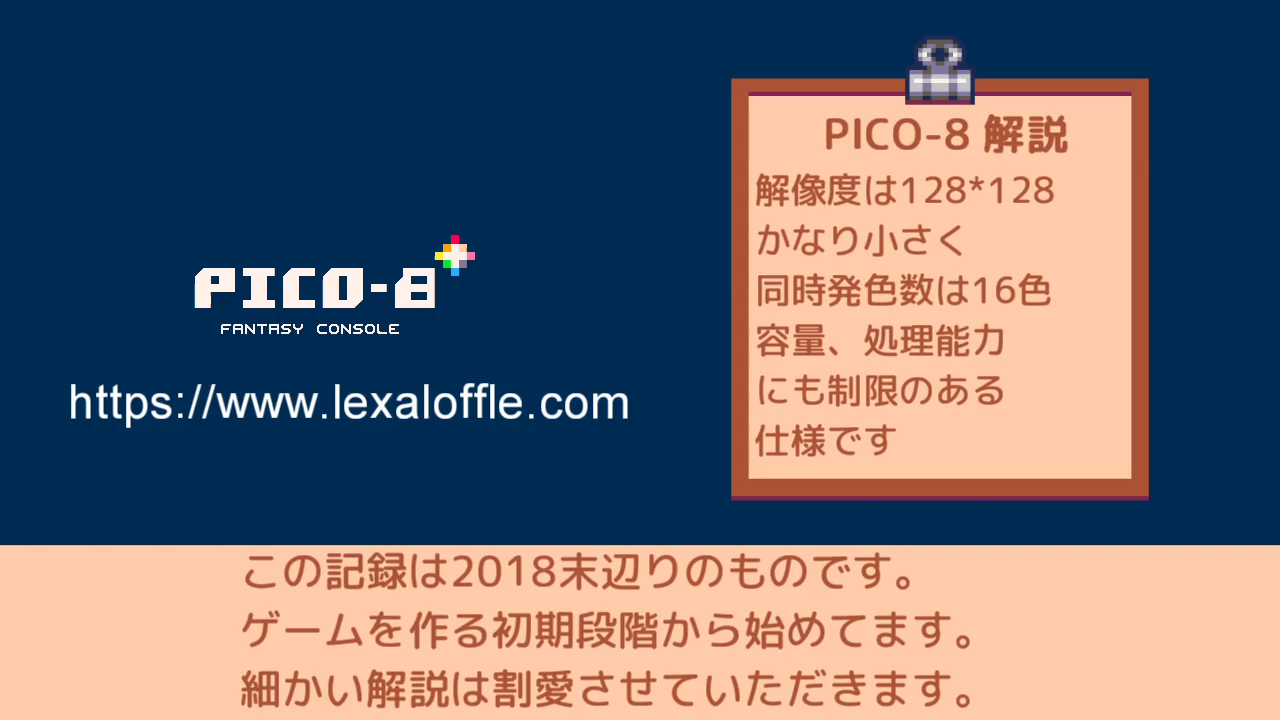 PICO-8
FANTASY CONSOLE
https://www.lexaloffle.com
PICO-8 解説
解像度は128*128
かなり小さく
同時発色数は16色
容量、処理能力
にも制限のある
仕様です
この記録は2018末辺りのものです。
ゲームを作る初期段階から始めてます。
細かい解説は割愛させていただきます。